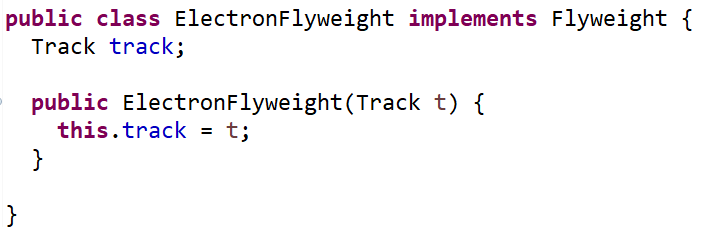 public class ElectronFlyweight implements Flyweight {
  Track track;

  public ElectronFlyweight(Track t) {
    this.track = t;
  }

}